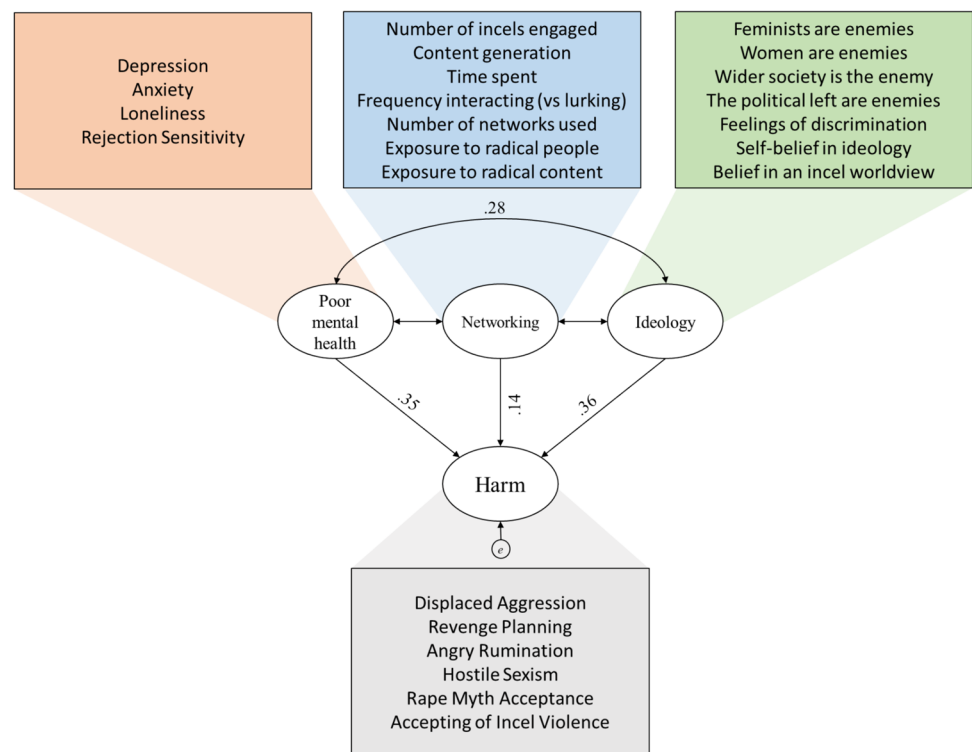 Depression
Anxiety
Loneliness
Rejection Sensitivity
Number of incels engaged
Content generation
Time spent
Frequency interacting (vs lurking)
Number of networks used
Exposure to radical people
Exposure to radical content
Feminists are enemies
Women are enemies
Wider society is the enemy
The political left are enemies
Feelings of discrimination
Self-belief in ideology
Belief in an incel worldview
.28
Poor
mental
health
Networking
Ideology
.35
.14
.36
Harm
e
Displaced Aggression
Revenge Planning
Angry Rumination
Hostile Sexism
Rape Myth Acceptance
Accepting of Incel Violence